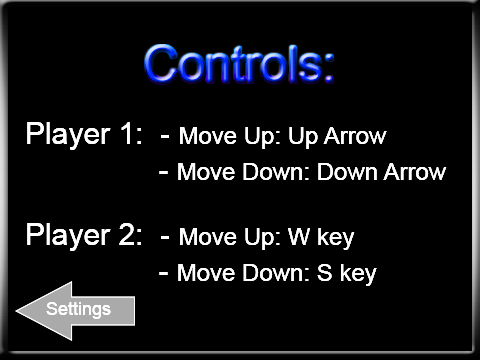 Controls:
Player 1: - Move Up: Up Arrow
- Move Down: Down Arrow
Player 2: - Move Up: W key
- Move Down: S key
Settings